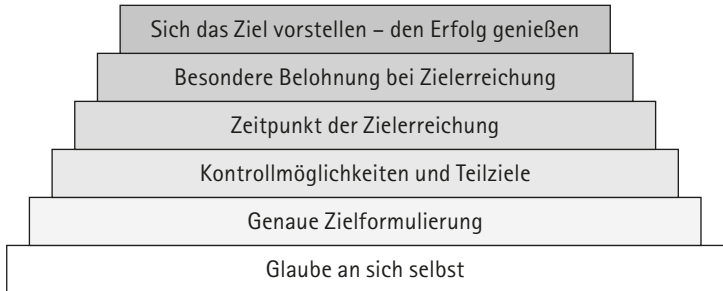 Sich das Ziel vorstellen – den Erfolg genießen
Besondere Belohnung bei Zielerreichung
Zeitpunkt der Zielerreichung
Kontrollmöglichkeiten und Teilziele
Genaue Zielformulierung
Glaube an sich selbst